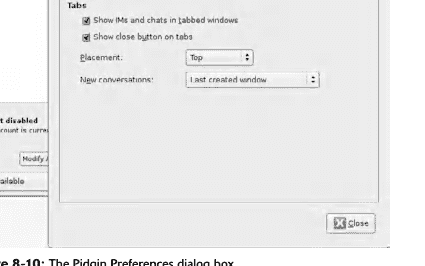 Tabs
Show IMs and chats in tabbed windows
Show close button on tabs
Placement: Top
New conversations: Last created window
t disabled
count is curre
Modify A
ailable
Close
e 8-10: The Pidgin Preferences dialog box